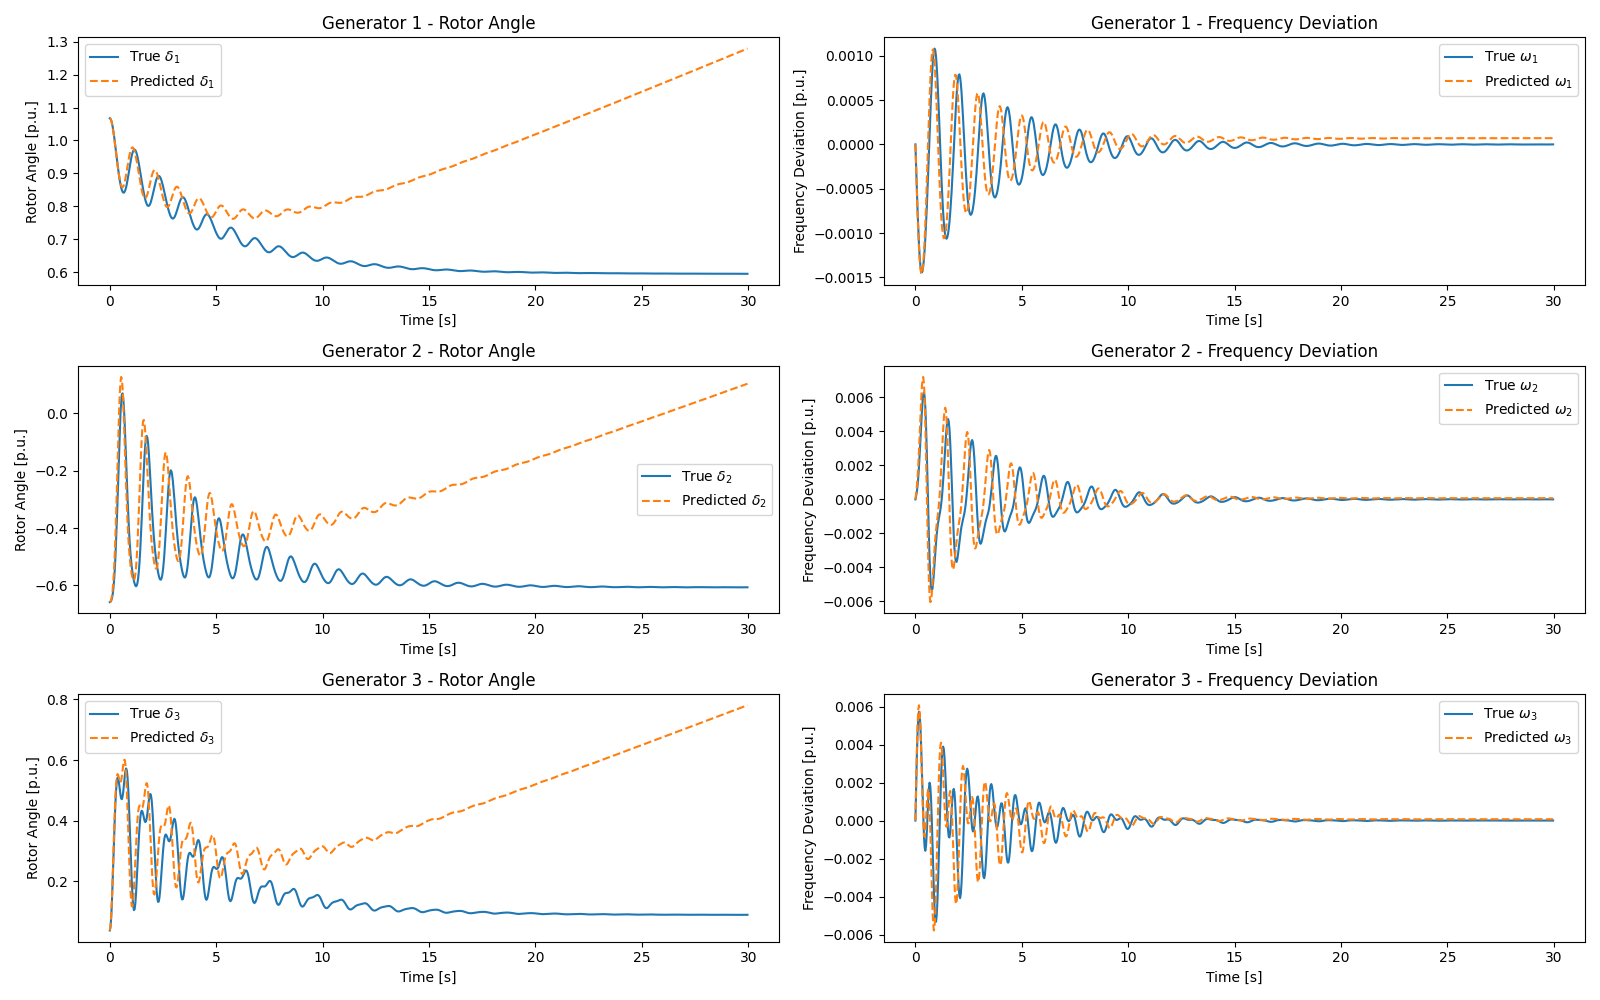 Generator 1 - Rotor Angle
Rotor Angle [p.u.]
1.3
1.2
1.1
1.0
0.9
0.8
0.7
0.6
True δ1
Predicted δ1
0 5 10 15 20 25 30
Time [s]
Generator 1 - Frequency Deviation
Frequency Deviation [p.u.]
0.0010
0.0005
0.0000
−0.0005
−0.0010
−0.0015
True ω1
Predicted ω1
0 5 10 15 20 25 30
Time [s]
Generator 2 - Rotor Angle
Rotor Angle [p.u.]
0.0
−0.2
−0.4
−0.6
True δ2
Predicted δ2
0 5 10 15 20 25 30
Time [s]
Generator 2 - Frequency Deviation
Frequency Deviation [p.u.]
0.006
0.004
0.002
0.000
−0.002
−0.004
−0.006
True ω2
Predicted ω2
0 5 10 15 20 25 30
Time [s]
Generator 3 - Rotor Angle
Rotor Angle [p.u.]
0.8
0.6
0.4
0.2
True δ3
Predicted δ3
0 5 10 15 20 25 30
Time [s]
Generator 3 - Frequency Deviation
Frequency Deviation [p.u.]
0.006
0.004
0.002
0.000
−0.002
−0.004
−0.006
True ω3
Predicted ω3
0 5 10 15 20 25 30
Time [s]